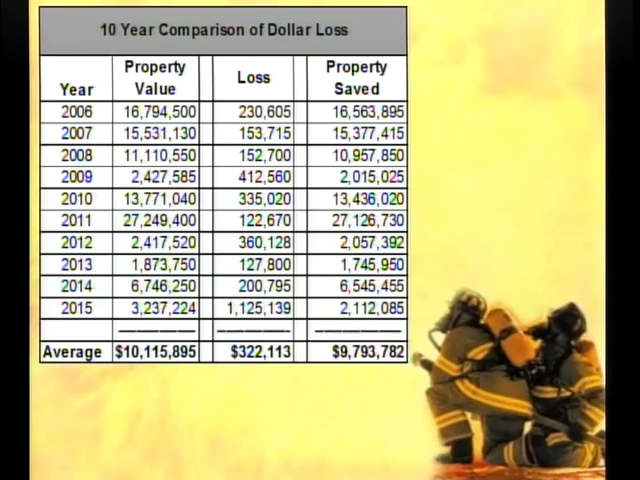 10 Year Comparison of Dollar Loss
Year Property Value Loss Property Saved
2006 16,794,500 230,605 16,563,895
2007 15,531,130 153,715 15,377,415
2008 11,110,550 152,700 10,957,850
2009 2,427,585 412,560 2,015,025
2010 13,771,040 335,020 13,436,020
2011 27,249,400 122,670 27,126,730
2012 2,417,520 360,128 2,057,392
2013 1,873,750 127,800 1,745,950
2014 6,746,250 200,795 6,545,455
2015 3,237,224 1,125,139 2,112,085
Average $10,115,895 $322,113 $9,793,782